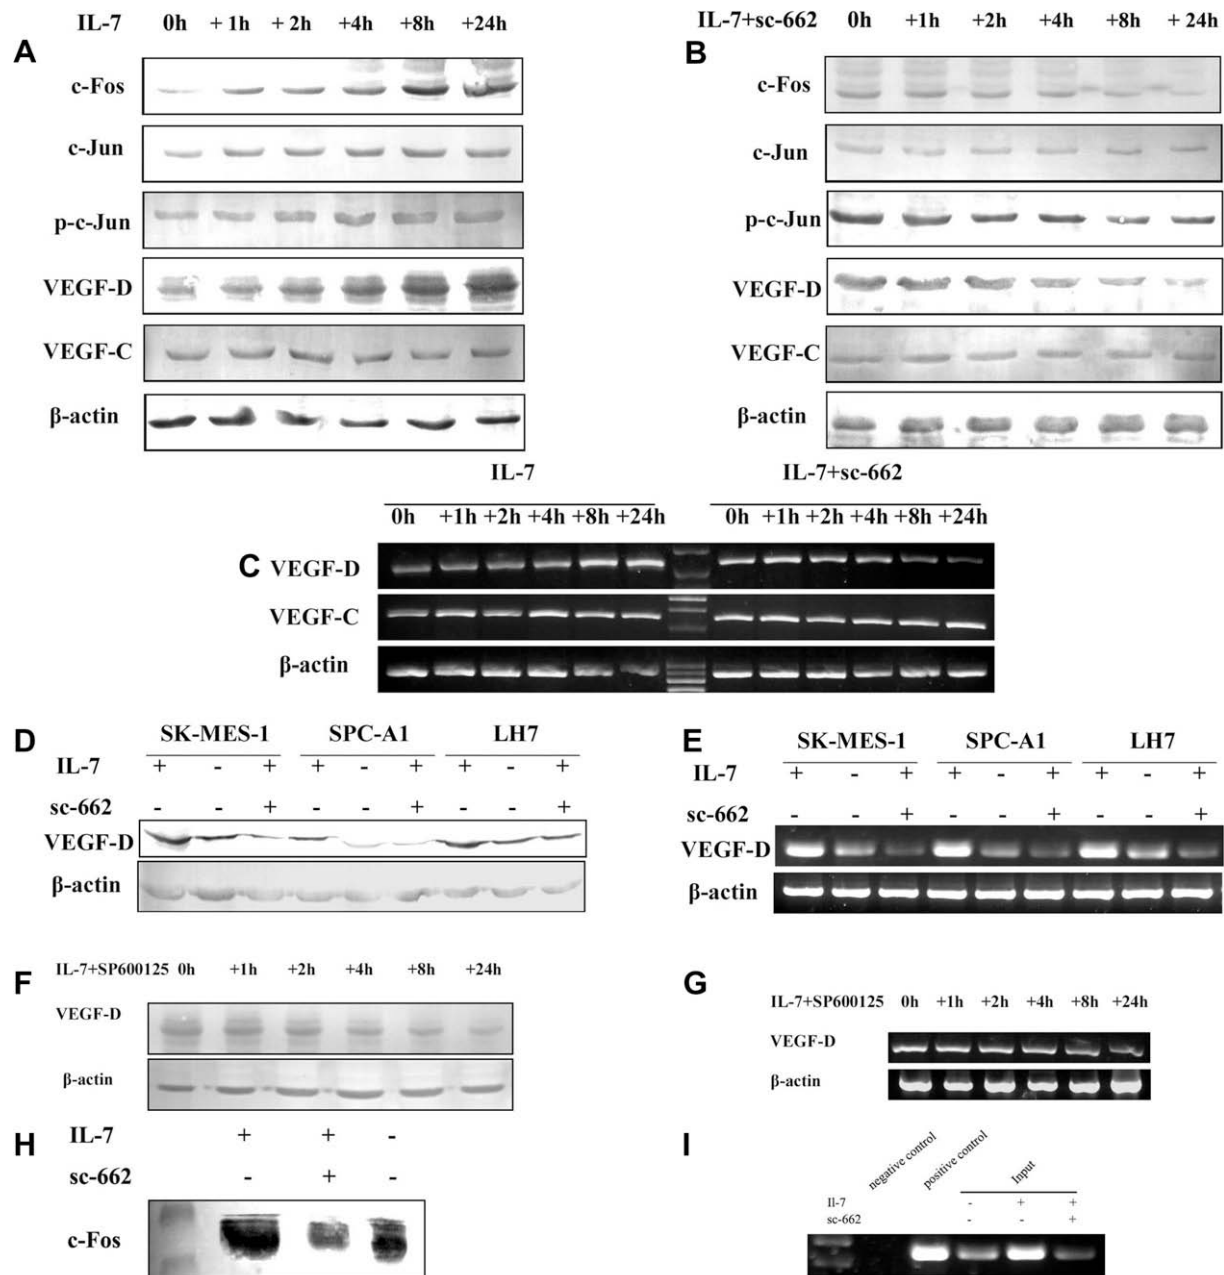 IL-7 0h + 1h + 2h +4h +8h +24h
A
c-Fos
c-Jun
p-c-Jun
VEGF-D
VEGF-C
β-actin
IL-7+sc-662 0h +1h +2h +4h +8h + 24h
B
c-Fos
c-Jun
p-c-Jun
VEGF-D
VEGF-C
β-actin
IL-7 IL-7+sc-662
0h +1h +2h +4h +8h +24h 0h +1h +2h +4h +8h +24h
C VEGF-D
VEGF-C
β-actin
D SK-MES-1 SPC-A1 LH7
IL-7 + - + + - + + - +
sc-662 - - + - - + - - +
VEGF-D
β-actin
E SK-MES-1 SPC-A1 LH7
IL-7 + - + + - + + - +
sc-662 - - + - - + - - +
VEGF-D
β-actin
F IL-7+SP600125 0h +1h +2h +4h +8h +24h
VEGF-D
β-actin
G
IL-7+SP600125 0h +1h +2h +4h +8h +24h
VEGF-D
β-actin
H IL-7 + + -
sc-662 - + -
c-Fos
I negative control positive control Input
Il-7 - + +
sc-662 - - +